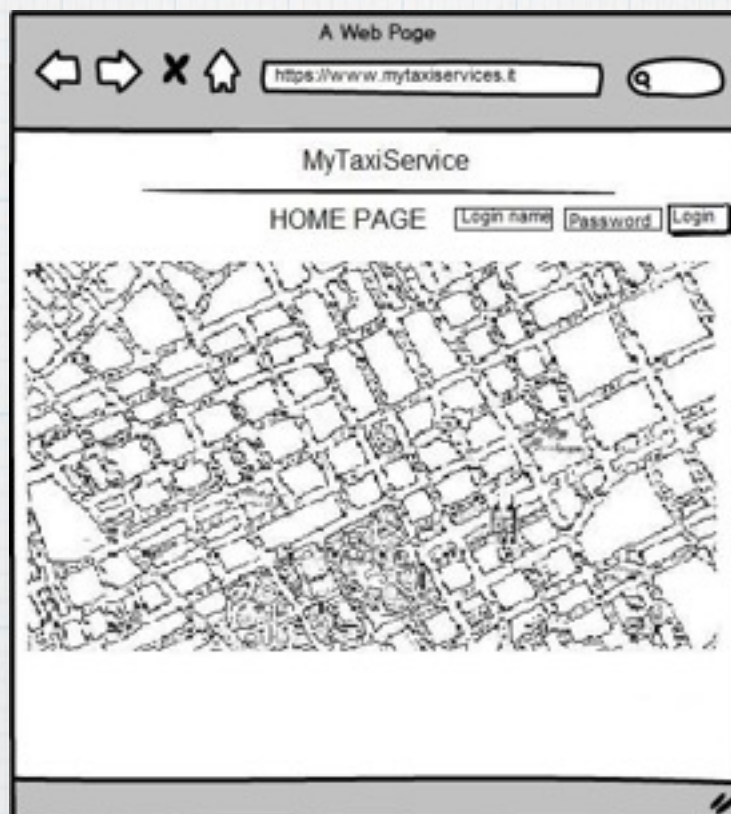 A Web Page
https://www.mytaxiservices.it
MyTaxiService
HOME PAGE Login name Password Login